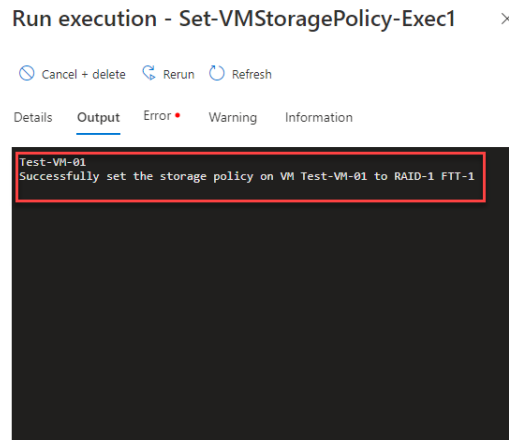 Run execution - Set-VMStoragePolicy-Exec1
Cancel + delete Rerun Refresh
Details Output Error Warning Information
Test-VM-01
Successfully set the storage policy on VM Test-VM-01 to RAID-1 FTT-1